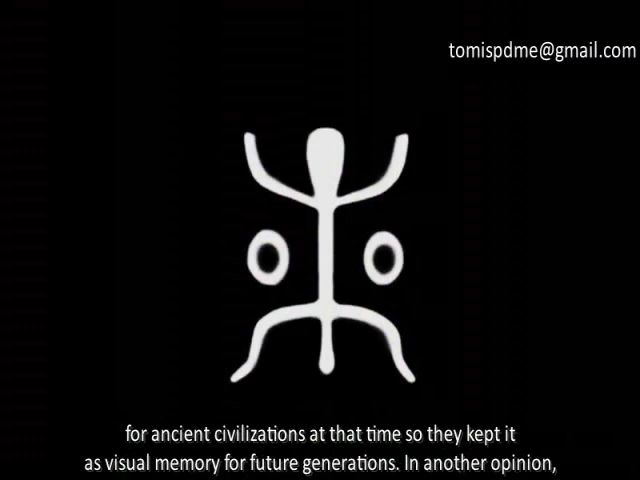 tomispdme@gmail.com
for ancient civilizations at that time so they kept it
as visual memory for future generations. In another opinion,